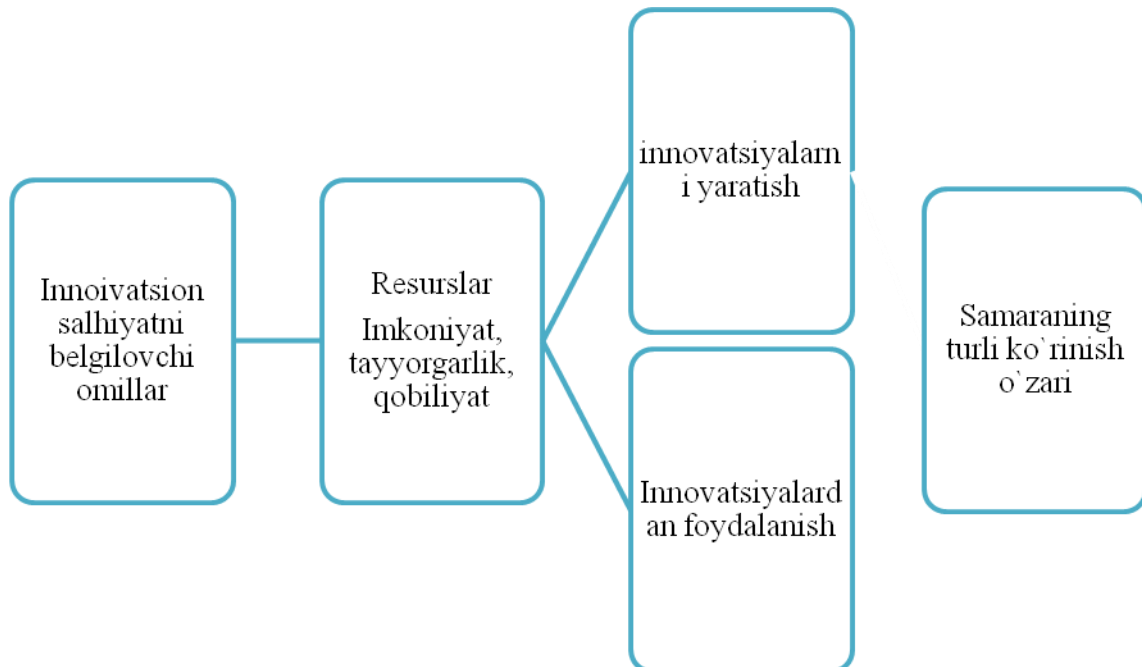 Innoivatsion
salhiyatni
belgilovchi
omillar
Resurslar
Imkoniyat,
tayyorgarlik,
qobiliyat
innovatsiyalarn
i yaratish
Innovatsiyalard
an foydalanish
Samaraning
turli ko`rinish
o`zari